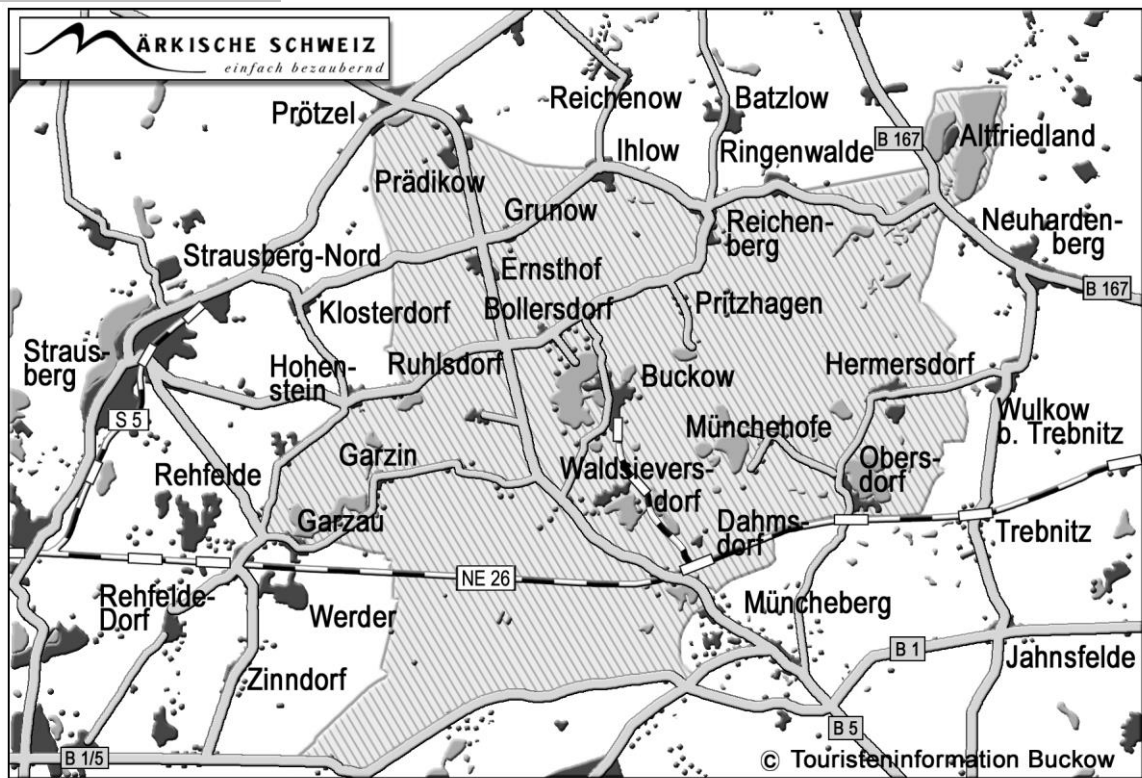 MÄRKISCHE SCHWEIZ
einfach bezaubernd
Prötzel
Reichenow
Batzlow
B 167
Altfriedland
Ihlow
Ringenwalde
Prädikow
Grunow
Reichen-
berg
Neuharden-
berg
Strausberg-Nord
Ernsthof
B 167
Klosterdorf
Bollersdorf
Pritzhagen
Straus-
berg
Hohen-
stein
Ruhlsdorf
Buckow
Hermersdorf
S 5
Münchehofe
Wulkow
b. Trebnitz
Rehfelde
Garzin
Waldsievers-
dorf
Obers-
dorf
Garzau
Dahms-
dorf
Trebnitz
NE 26
Rehfelde-
Dorf
Werder
Müncheberg
B 1
Jahnsfelde
Zinndorf
B 5
B 1/5
© Touristeninformation Buckow